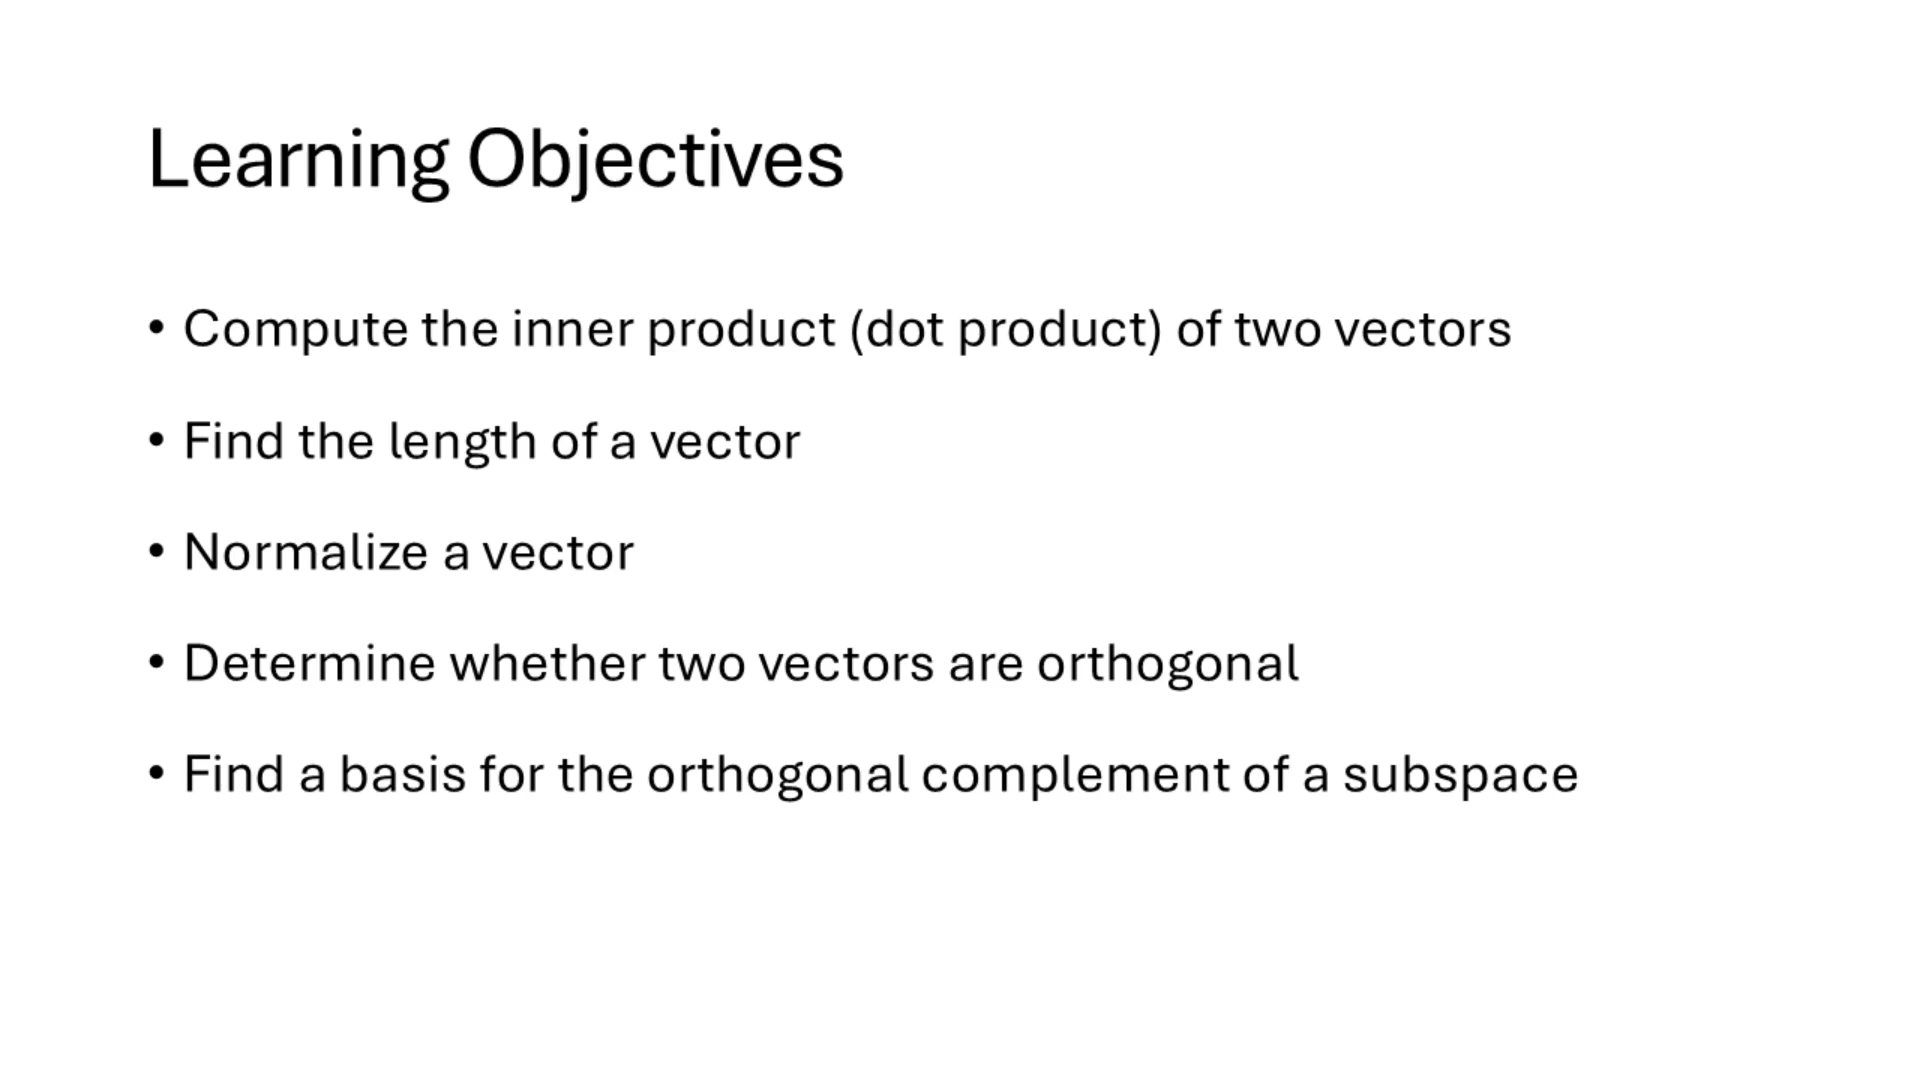 Learning Objectives
• Compute the inner product (dot product) of two vectors
• Find the length of a vector
• Normalize a vector
• Determine whether two vectors are orthogonal
• Find a basis for the orthogonal complement of a subspace